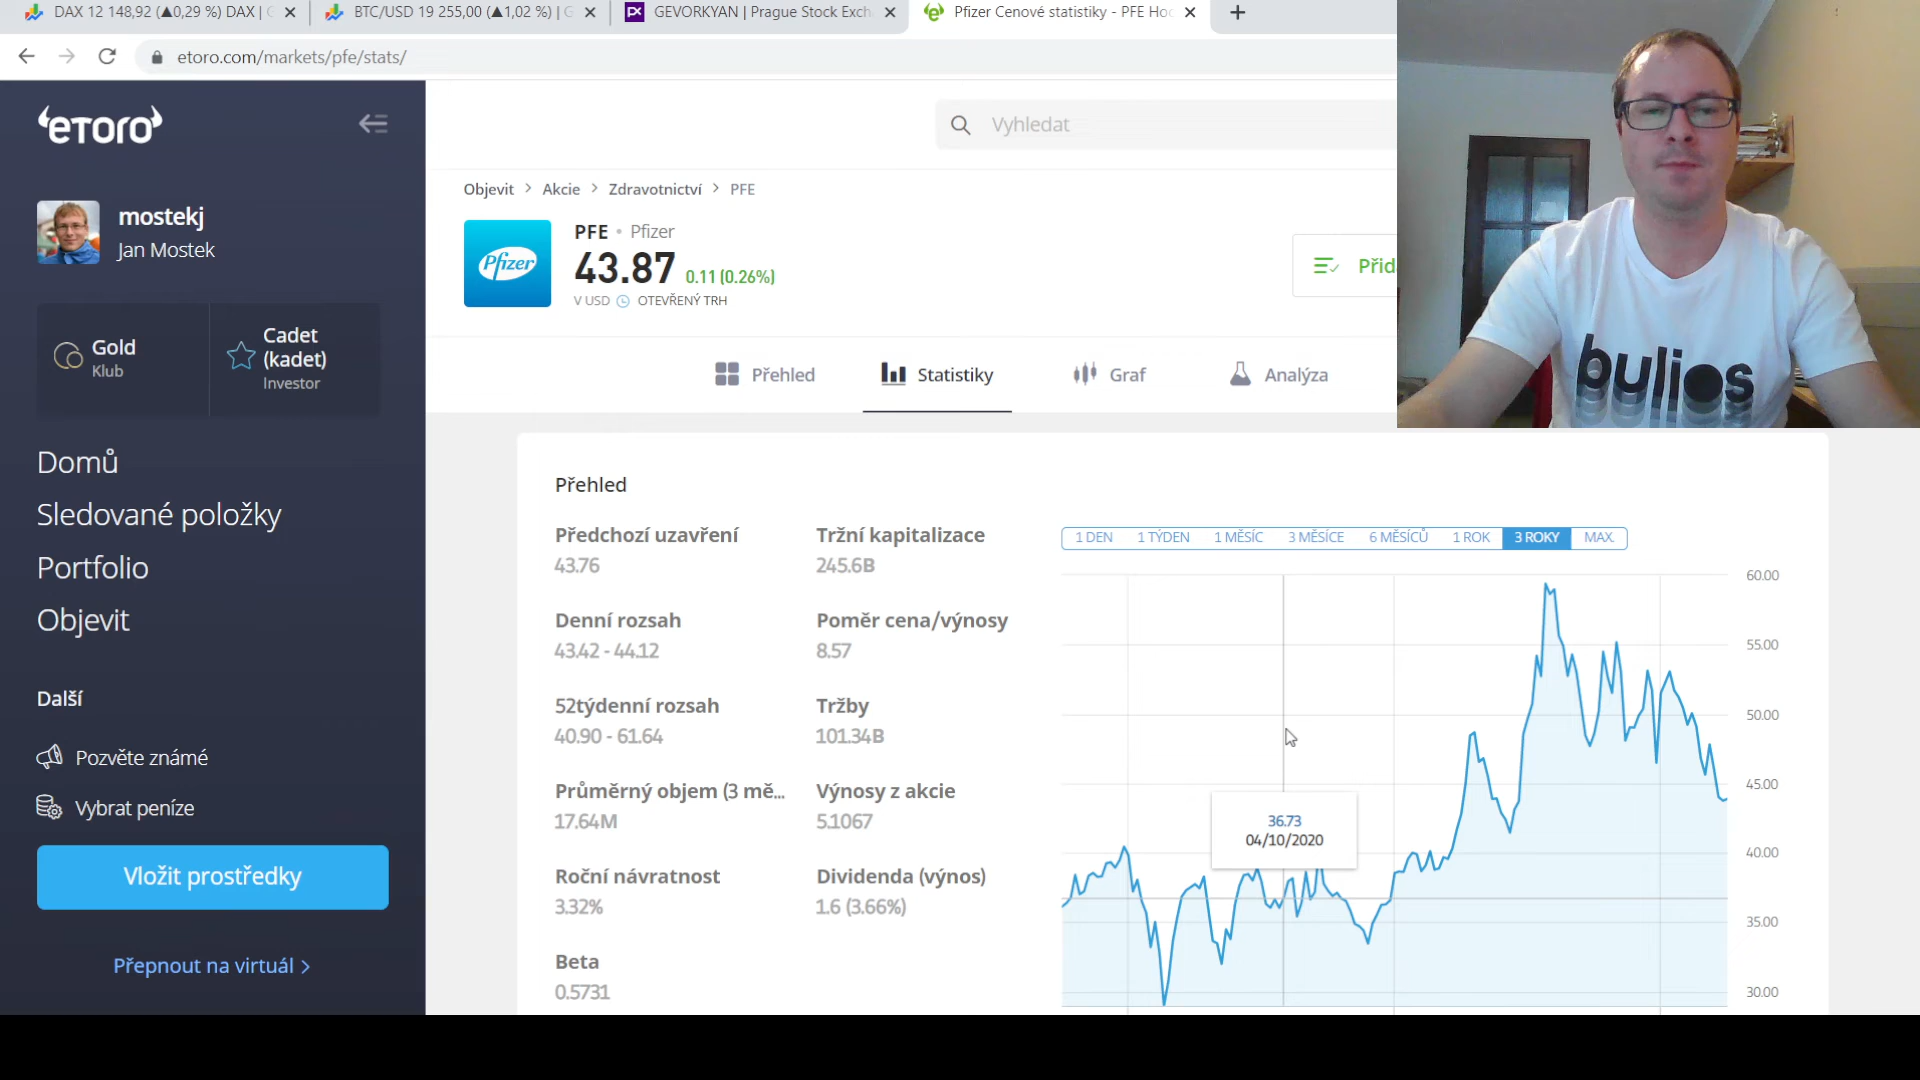 DAX 12 148,92 (▲0,29 %) DAX |
BTC/USD 19 255,00 (▲1,02 %) |
GEVORKYAN | Prague Stock Exch
Pfizer Cenové statistiky - PFE Hod
etoro.com/markets/pfe/stats/
eToro
Vyhledat
mostekj
Jan Mostek
Gold
Klub
Cadet
(kadet)
Investor
Domů
Sledované položky
Portfolio
Objevit
Další
Pozvěte známé
Vybrat peníze
Vložit prostředky
Přepnout na virtuál >
Objevit > Akcie > Zdravotnictví > PFE
Pfizer
PFE • Pfizer
43.87 0.11 (0.26%)
V USD OTEVŘENÝ TRH
Přid
Přehled
Statistiky
Graf
Analýza
bulios
Přehled
Předchozí uzavření
43.76
Denní rozsah
43.42 - 44.12
52týdenní rozsah
40.90 - 61.64
Průměrný objem (3 mě...
17.64M
Roční návratnost
3.32%
Beta
0.5731
Tržní kapitalizace
245.6B
Poměr cena/výnosy
8.57
Tržby
101.34B
Výnosy z akcie
5.1067
Dividenda (výnos)
1.6 (3.66%)
1 DEN 1 TÝDEN 1 MĚSÍC 3 MĚSÍCE 6 MĚSÍCŮ 1 ROK 3 ROKY MAX.
60.00
55.00
50.00
45.00
40.00
35.00
30.00
36.73
04/10/2020